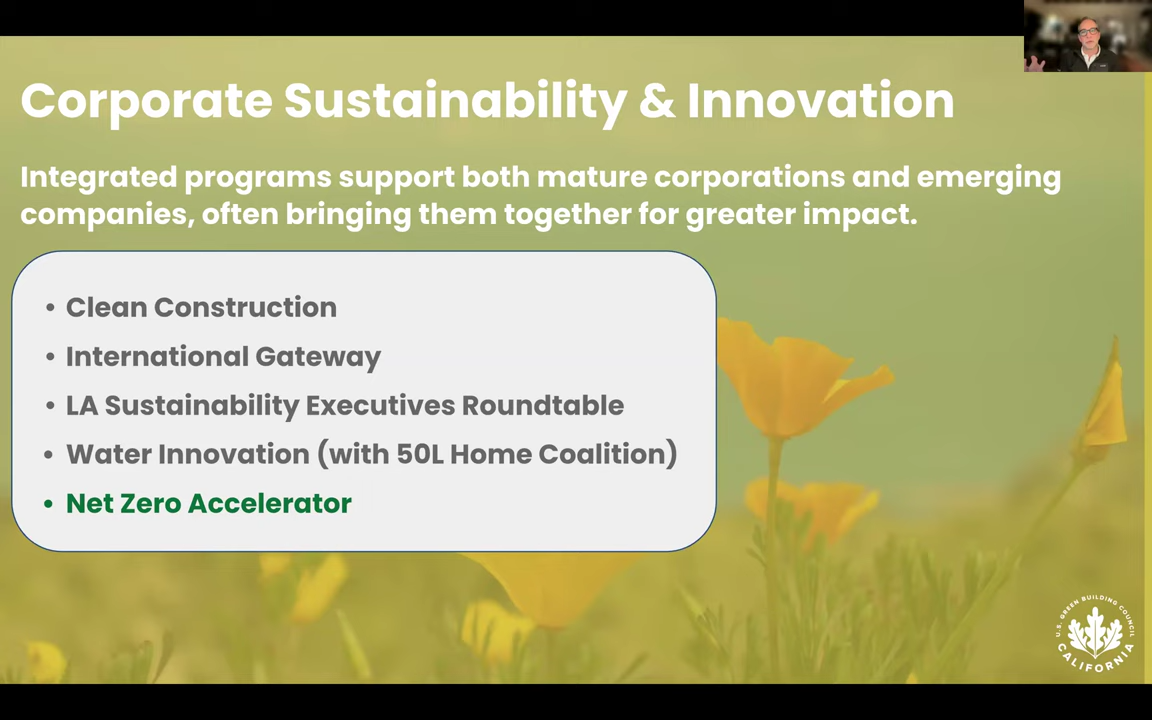 Corporate Sustainability & Innovation
Integrated programs support both mature corporations and emerging
companies, often bringing them together for greater impact.
• Clean Construction
• International Gateway
• LA Sustainability Executives Roundtable
• Water Innovation (with 50L Home Coalition)
• Net Zero Accelerator
U.S. GREEN BUILDING COUNCIL
CALIFORNIA